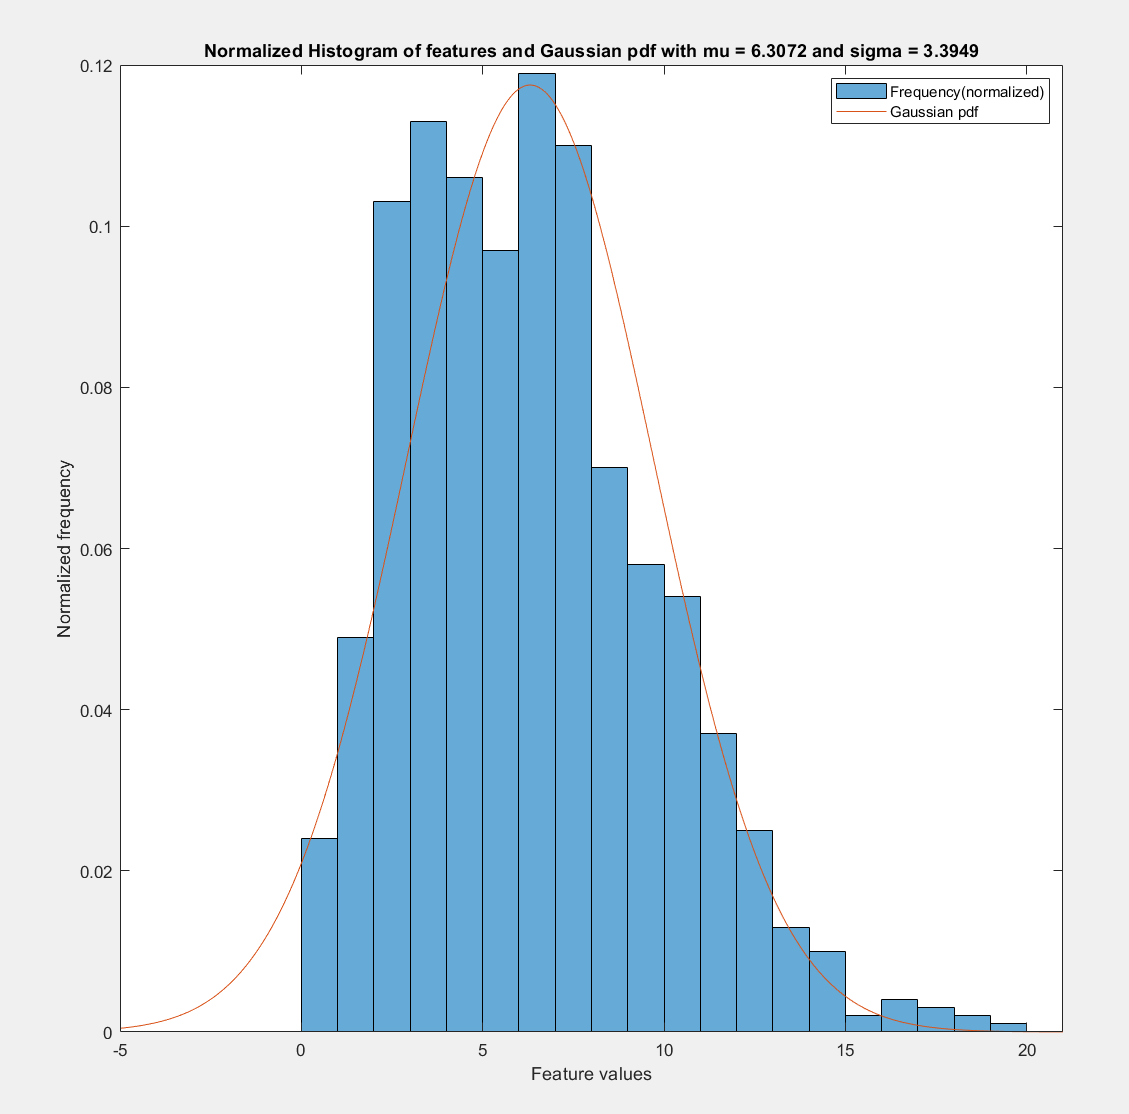 Normalized Histogram of features and Gaussian pdf with mu = 6.3072 and sigma = 3.3949
Frequency(normalized)
Gaussian pdf
0.12
0.1
0.08
0.06
0.04
0.02
0
Normalized frequency
-5 0 5 10 15 20
Feature values